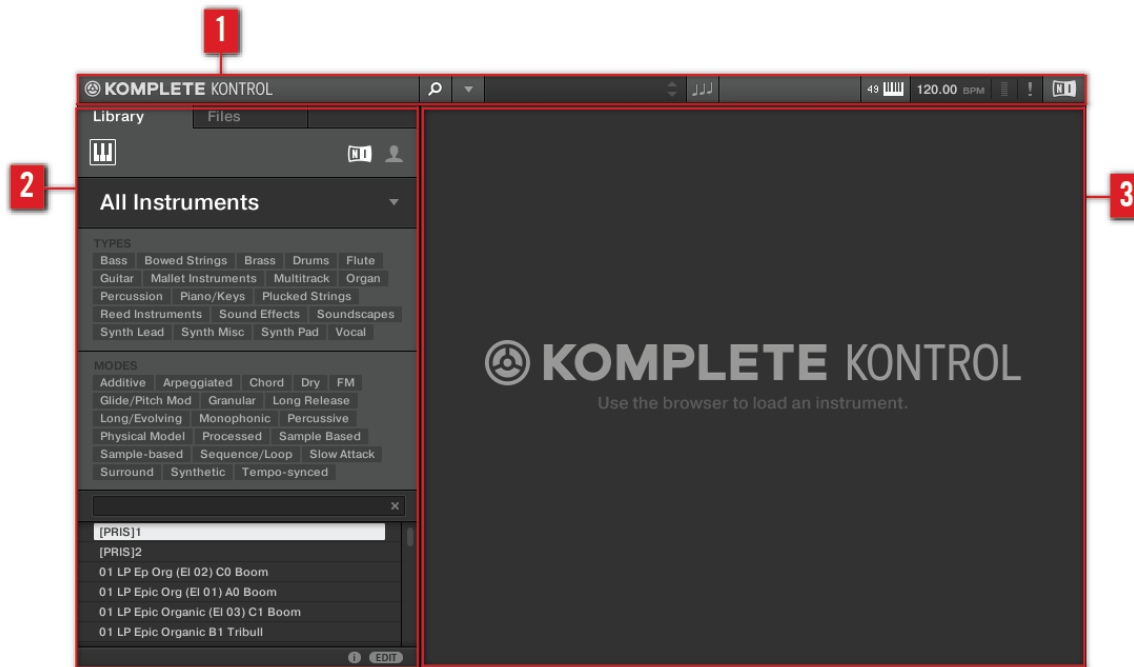 1
KOMPLETE KONTROL
49 120.00 BPM ! NI
Library Files
NI
2
3
All Instruments
TYPES
Bass Bowed Strings Brass Drums Flute
Guitar Mallet Instruments Multitrack Organ
Percussion Piano/Keys Plucked Strings
Reed Instruments Sound Effects Soundscapes
Synth Lead Synth Misc Synth Pad Vocal
MODES
Additive Arpeggiated Chord Dry FM
Glide/Pitch Mod Granular Long Release
Long/Evolving Monophonic Percussive
Physical Model Processed Sample Based
Sample-based Sequence/Loop Slow Attack
Surround Synthetic Tempo-synced
[PRIS]1
[PRIS]2
01 LP Ep Org (El 02) C0 Boom
01 LP Epic Org (El 01) A0 Boom
01 LP Epic Organic (El 03) C1 Boom
01 LP Epic Organic B1 Tribull
i EDIT
KOMPLETE KONTROL
Use the browser to load an instrument.